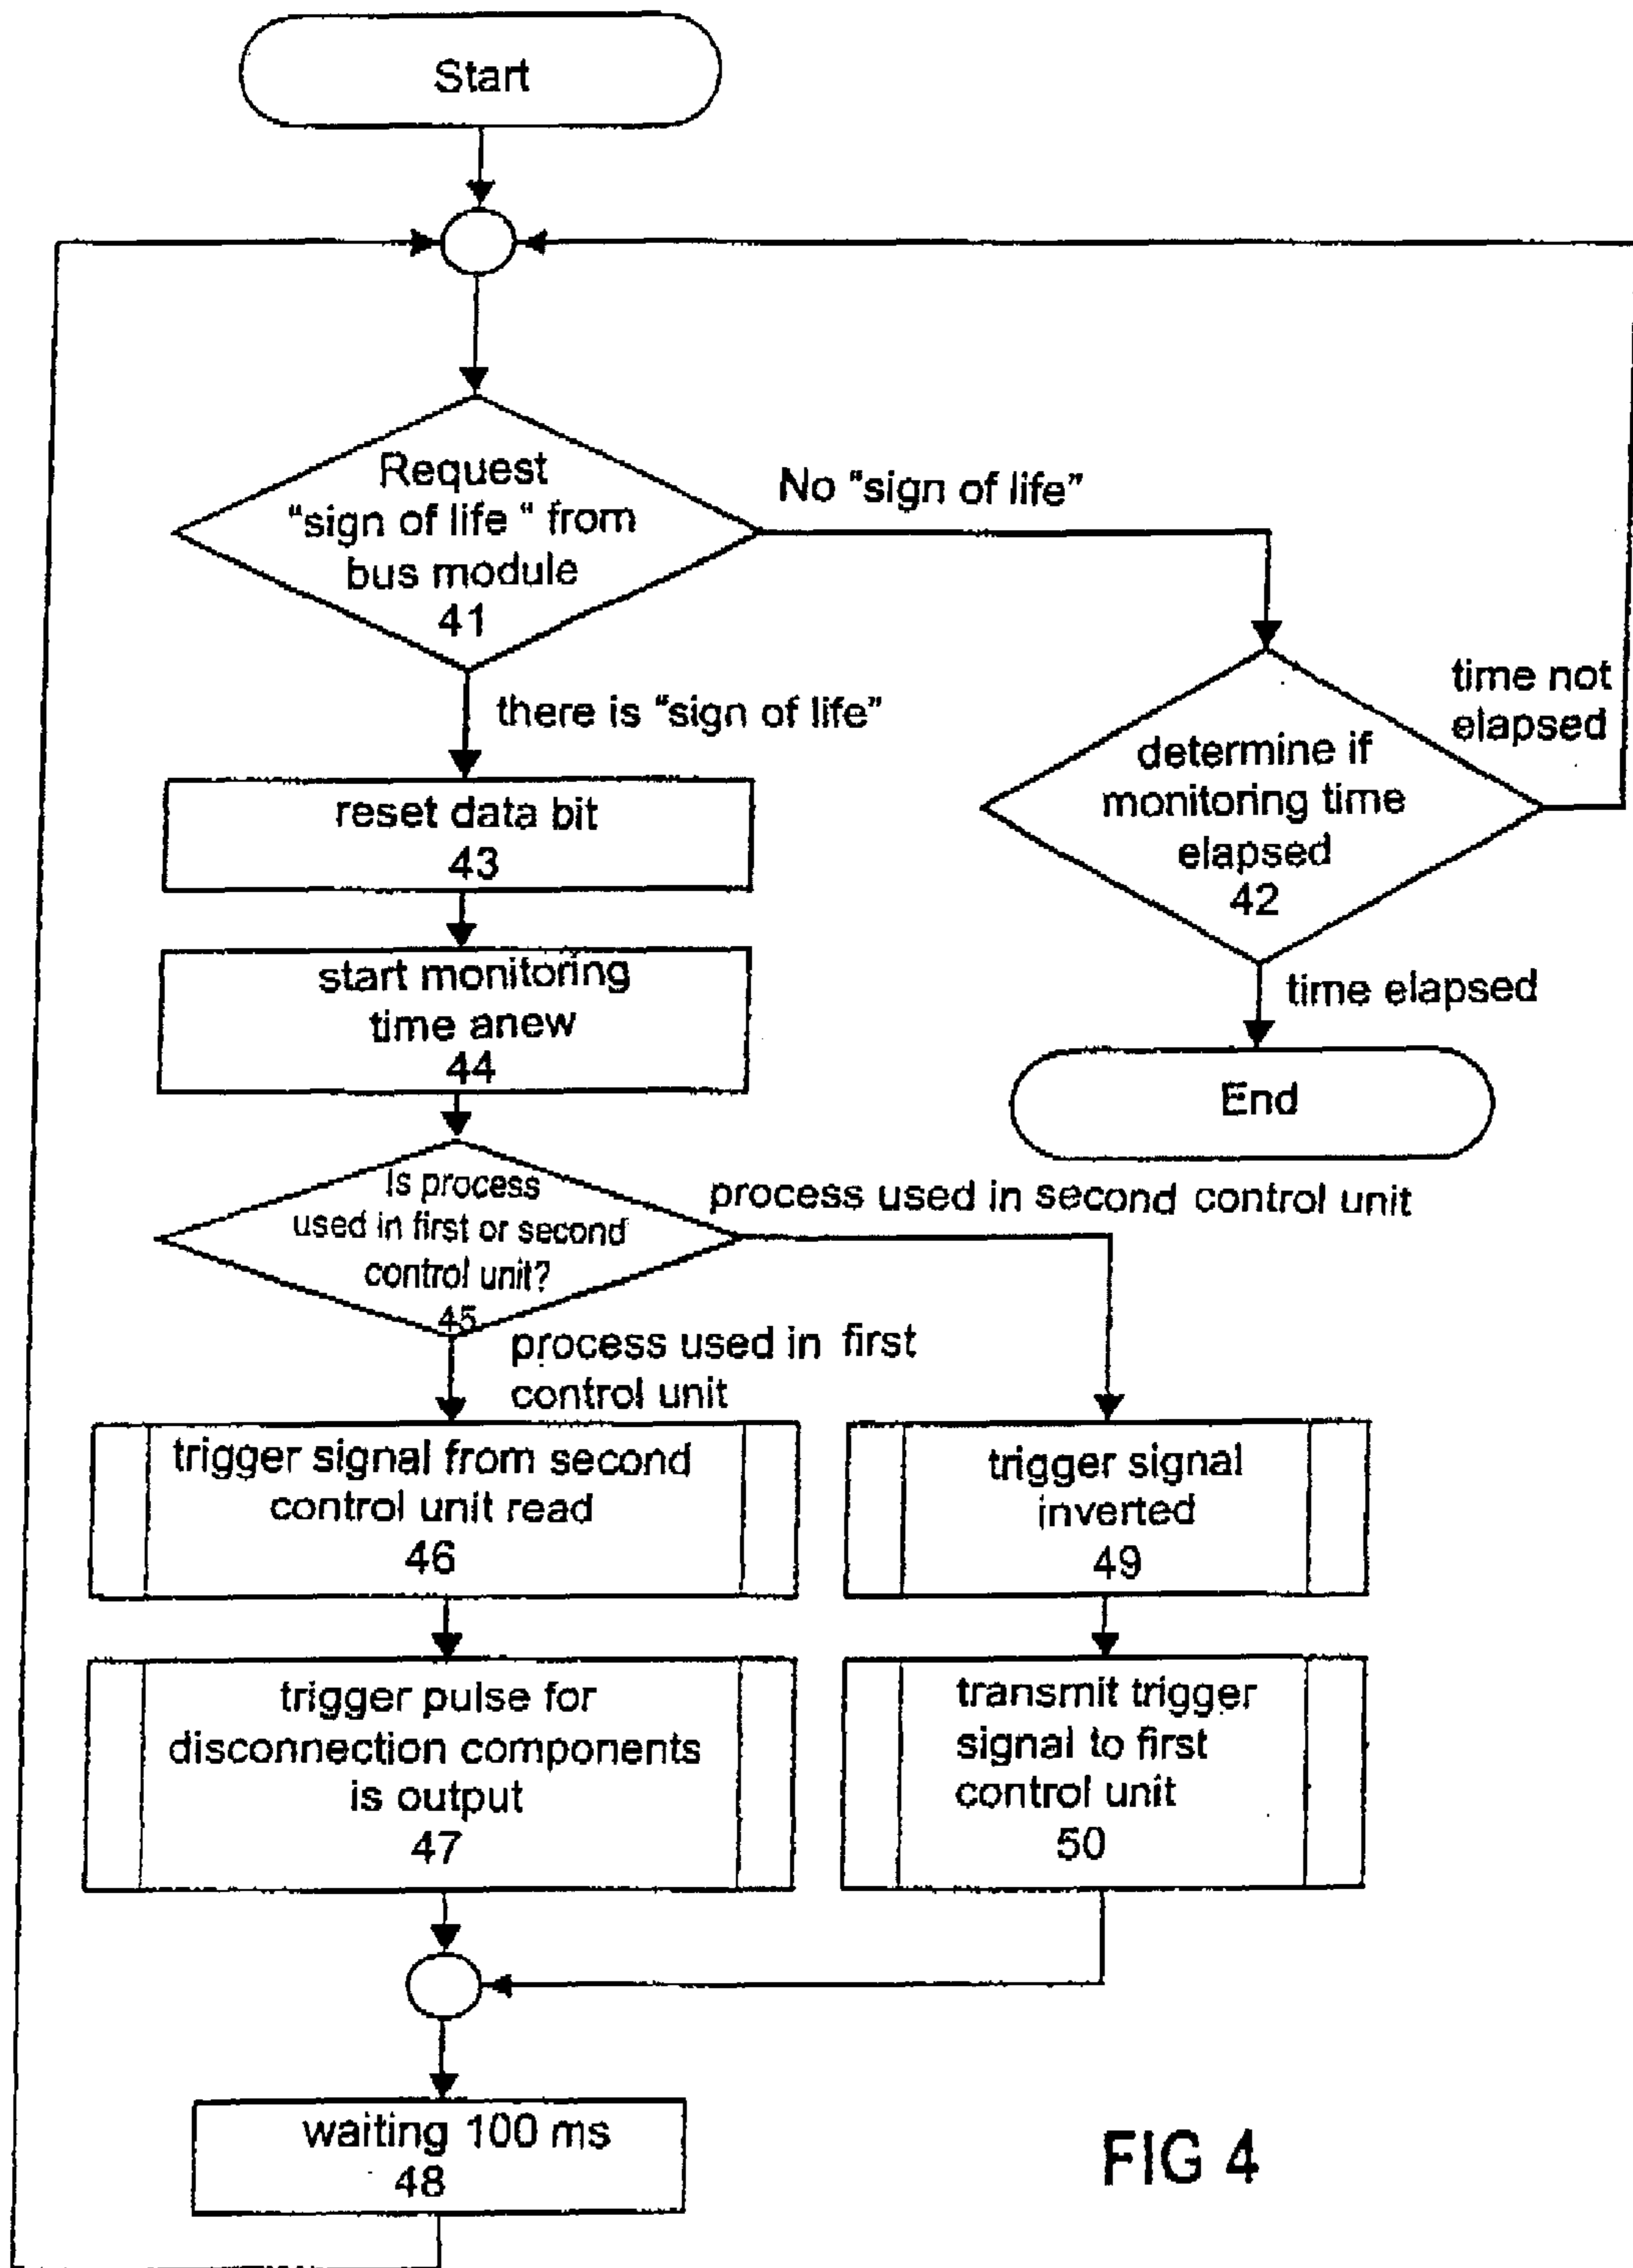 Start
Request
"sign of life " from
bus module
41
No "sign of life"
there is "sign of life"
reset data bit
43
time not
elapsed
determine if
monitoring time
elapsed
42
start monitoring
time anew
44
time elapsed
End
Is process
used in first or second
control unit?
45
process used in second control unit
process used in first
control unit
trigger signal from second
control unit read
46
trigger signal
inverted
49
trigger pulse for
disconnection components
is output
47
transmit trigger
signal to first
control unit
50
waiting 100 ms
48
FIG 4